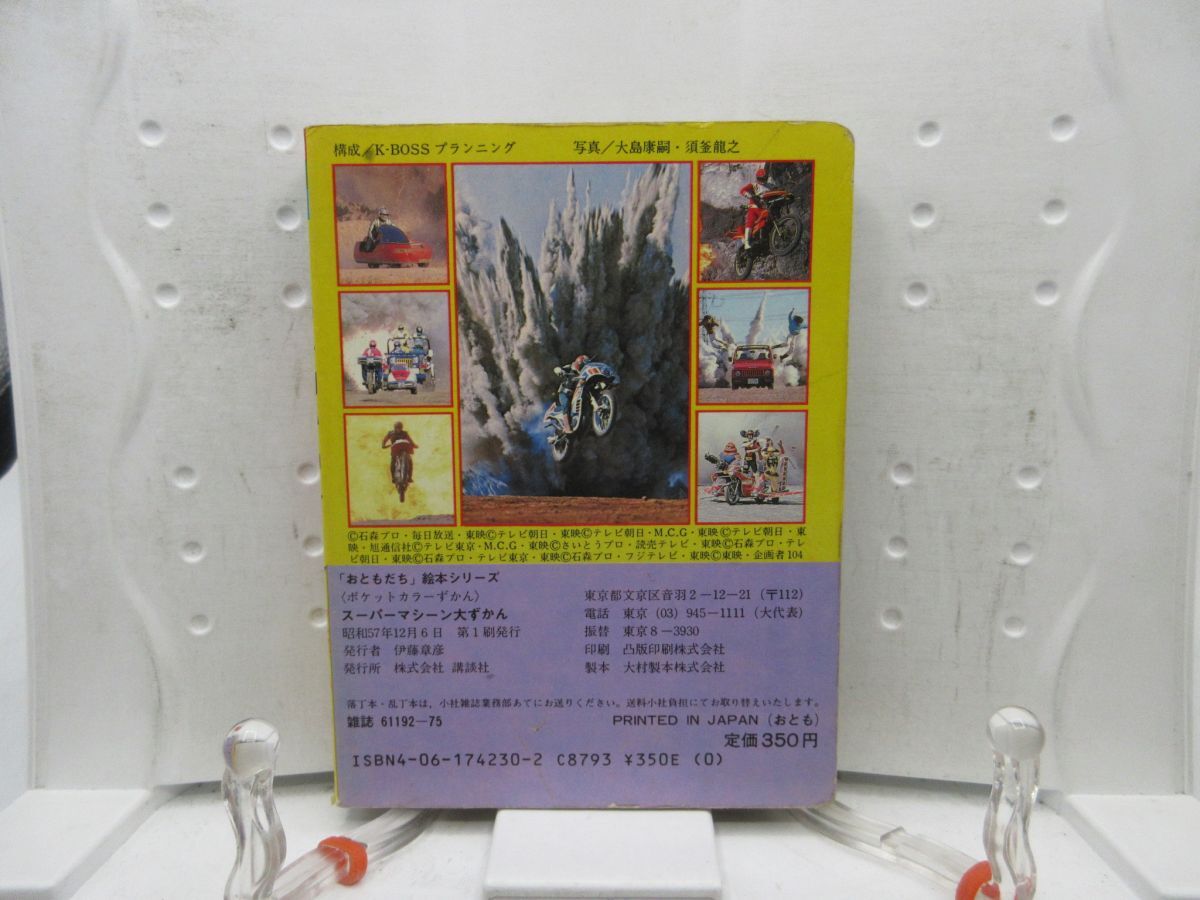 構成/K-BOSS プランニング
写真/大島康嗣・須釜龍之
©石森プロ・毎日放送・東映©テレビ朝日・東映©テレビ朝日・M.C.G・東映©テレビ朝日・東
映・旭通信社©テレビ東京・M.C.G・東映©さいとうプロ・読売テレビ・東映©石森プロ・テレ
ビ朝日・東映©石森プロ・テレビ東京・東映©石森プロ・フジテレビ・東映©東映・企画者104
「おともだち」絵本シリーズ
〈ポケットカラーずかん〉
スーパーマシーン大ずかん
昭和57年12月6日 第1刷発行
発行者 伊藤章彦
発行所 株式会社 講談社
東京都文京区音羽2-12-21(〒112)
電話 東京(03)945-1111(大代表)
振替 東京8-3930
印刷 凸版印刷株式会社
製本 大村製本株式会社
落丁本・乱丁本は、小社雑誌業務部あてにお送りください。送料小社負担にてお取り替えいたします。
雑誌 61192-75
PRINTED IN JAPAN(おとも)
定価350円
ISBN4-06-174230-2 C8793 ¥350E (0)